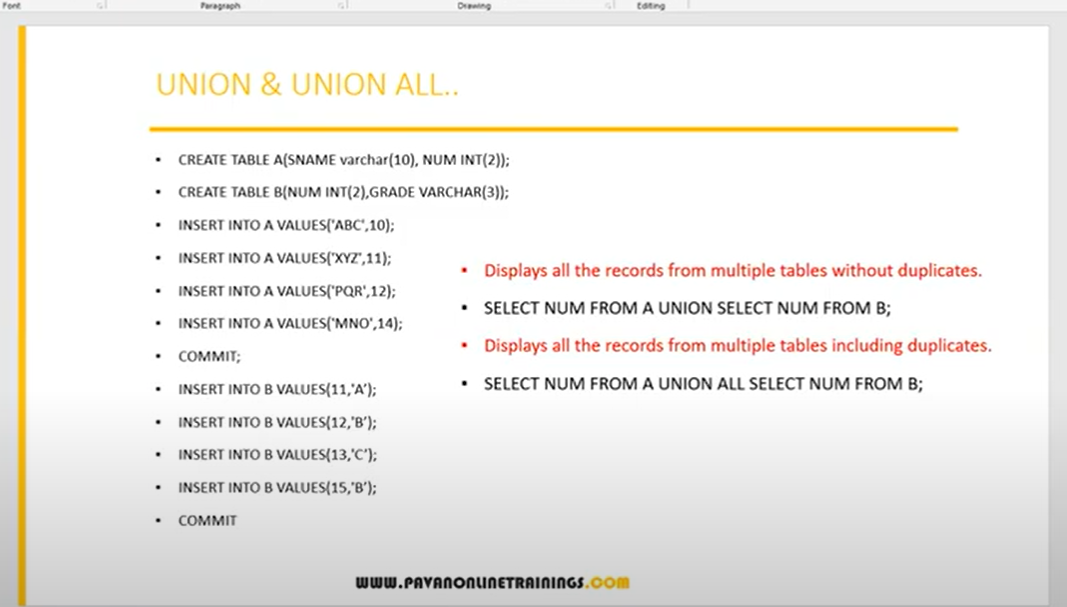 Font
Paragraph
Drawing
Editing
UNION & UNION ALL..
▪ CREATE TABLE A(SNAME varchar(10), NUM INT(2));
▪ CREATE TABLE B(NUM INT(2),GRADE VARCHAR(3));
▪ INSERT INTO A VALUES('ABC',10);
▪ INSERT INTO A VALUES('XYZ',11);
▪ INSERT INTO A VALUES('PQR',12);
▪ INSERT INTO A VALUES('MNO',14);
▪ COMMIT;
▪ INSERT INTO B VALUES(11,'A');
▪ INSERT INTO B VALUES(12,'B');
▪ INSERT INTO B VALUES(13,'C');
▪ INSERT INTO B VALUES(15,'B');
▪ COMMIT
▪ Displays all the records from multiple tables without duplicates.
▪ SELECT NUM FROM A UNION SELECT NUM FROM B;
▪ Displays all the records from multiple tables including duplicates.
▪ SELECT NUM FROM A UNION ALL SELECT NUM FROM B;
WWW.PAVANONLINETRAININGS.COM